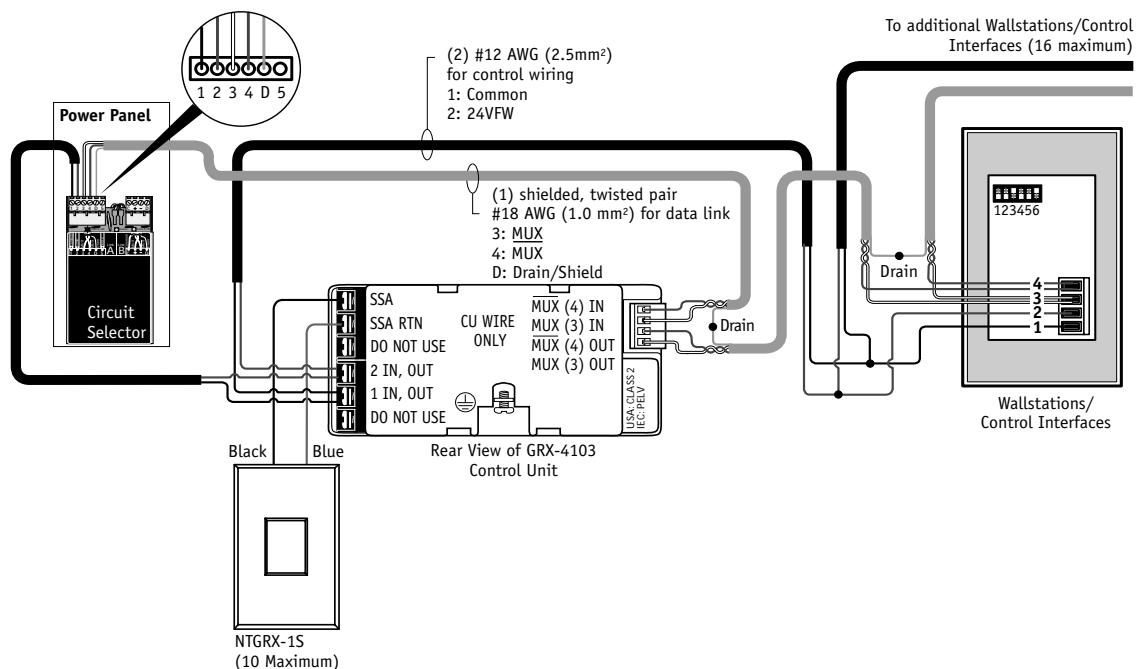 To additional Wallstations/Control
Interfaces (16 maximum)
(2) #12 AWG (2.5mm²)
for control wiring
1: Common
2: 24VFW
1 2 3 4 D 5
Power Panel
(1) shielded, twisted pair
#18 AWG (1.0 mm²) for data link
3: MUX
4: M̅U̅X̅
D: Drain/Shield
123456
Drain
4
3
2
1
A B
Circuit
Selector
SSA
SSA RTN
DO NOT USE
2 IN, OUT
1 IN, OUT
DO NOT USE
CU WIRE
ONLY
M̅U̅X̅ (4) IN
MUX (3) IN
M̅U̅X̅ (4) OUT
MUX (3) OUT
Drain
USA: CLASS 2
IEC: PELV
Wallstations/
Control Interfaces
Black
Blue
Rear View of GRX-4103
Control Unit
NTGRX-1S
(10 Maximum)